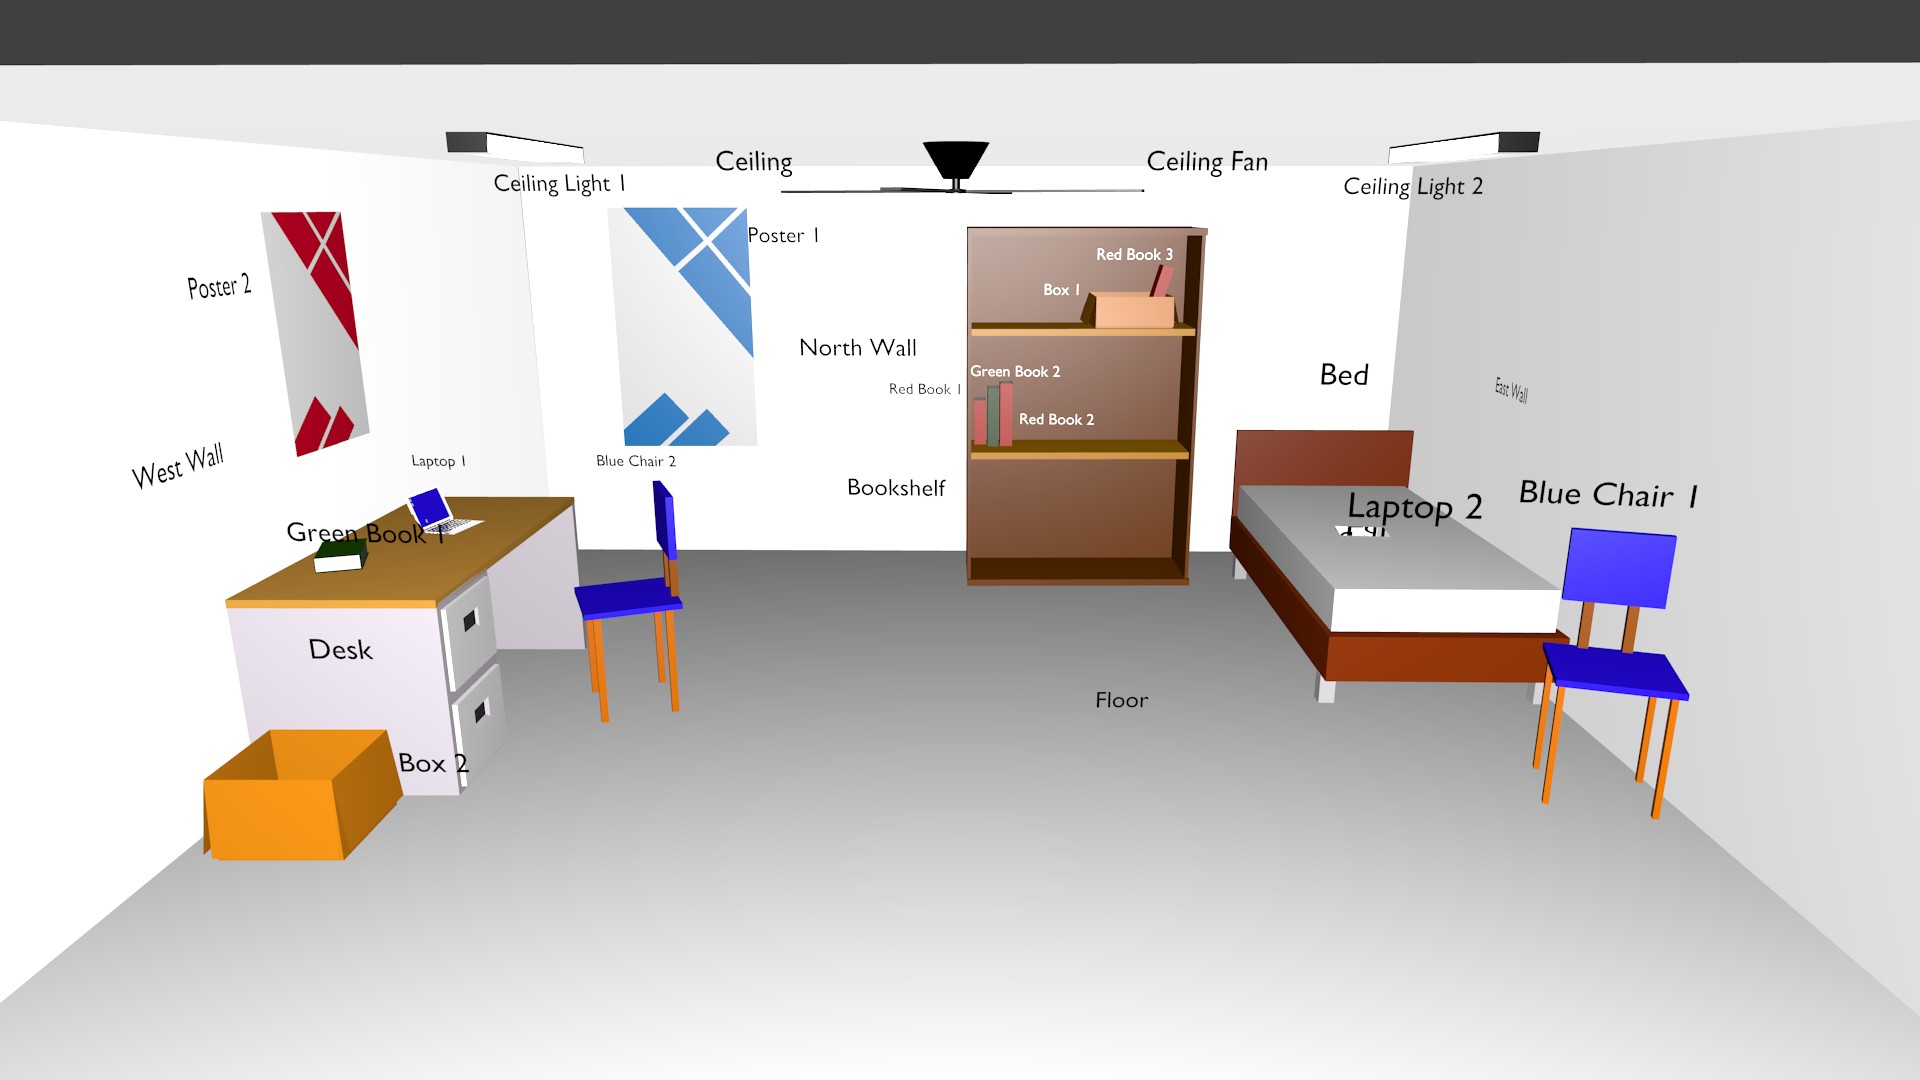 Ceiling
Ceiling Fan
Ceiling Light 1
Ceiling Light 2
Poster 1
Red Book 3
Poster 2
Box 1
North Wall
Green Book 2
Bed
Red Book 1
East Wall
Red Book 2
West Wall
Laptop 1
Blue Chair 2
Bookshelf
Laptop 2
Blue Chair 1
Green Book 1
Desk
Floor
Box 2